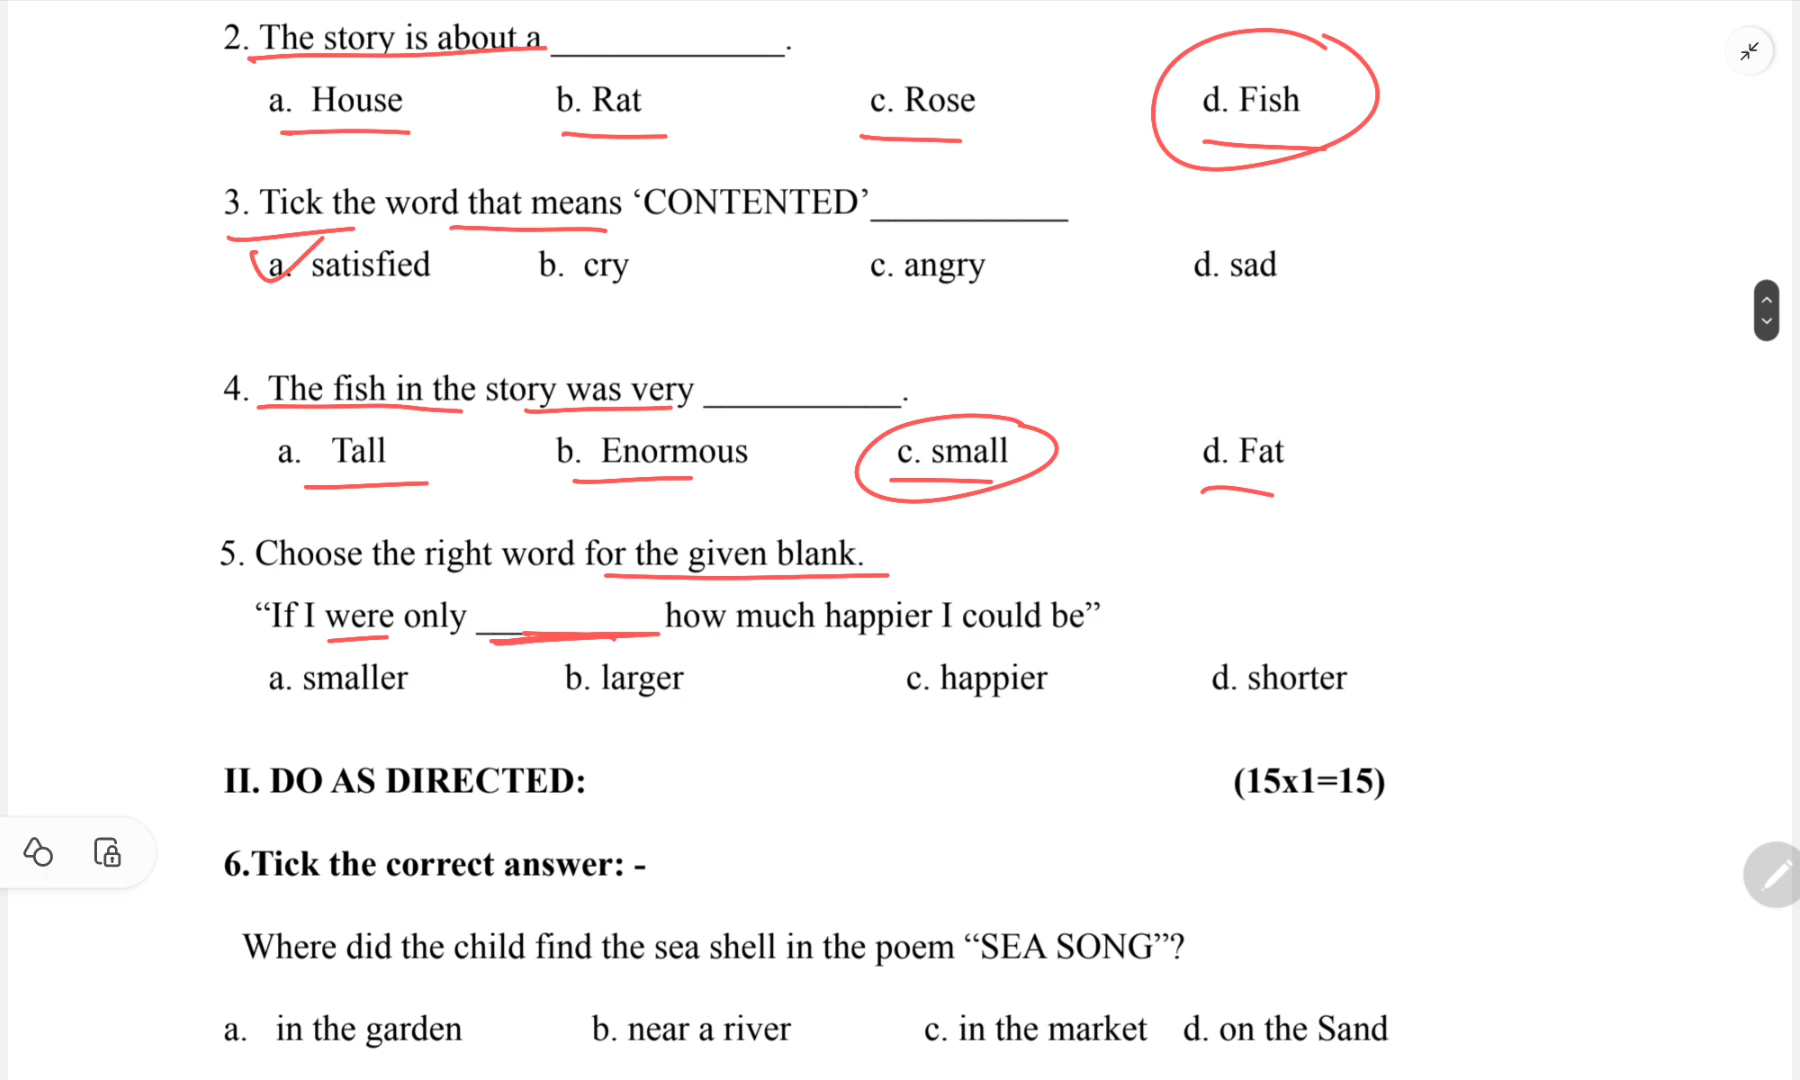 2. The story is about a _____________.
a. House b. Rat c. Rose d. Fish
3. Tick the word that means ‘CONTENTED’___________
a. satisfied b. cry c. angry d. sad
4. The fish in the story was very ___________.
a. Tall b. Enormous c. small d. Fat
5. Choose the right word for the given blank.
“If I were only __________ how much happier I could be”
a. smaller b. larger c. happier d. shorter
II. DO AS DIRECTED: (15x1=15)
6.Tick the correct answer: -
Where did the child find the sea shell in the poem “SEA SONG”?
a. in the garden b. near a river c. in the market d. on the Sand